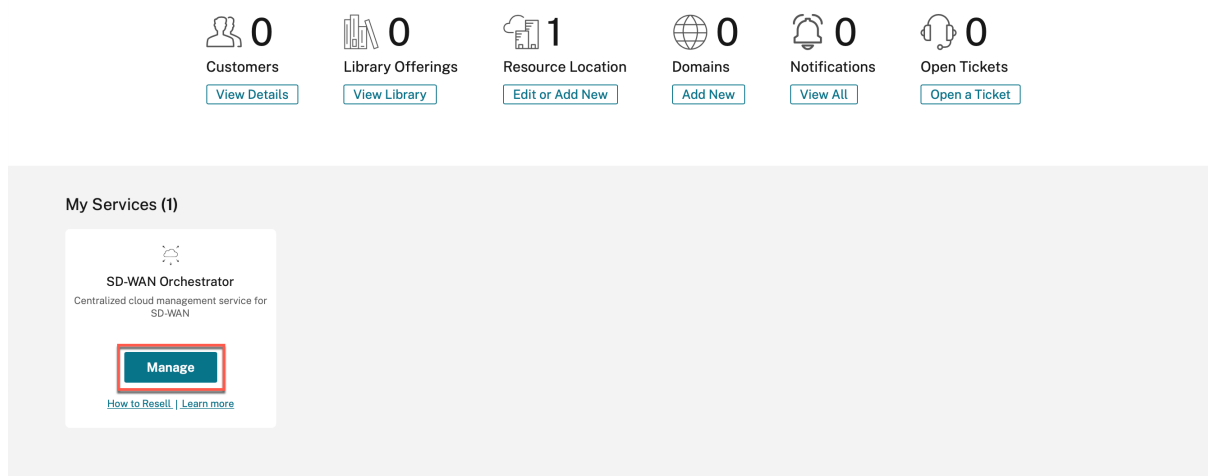 0
Customers
View Details
0
Library Offerings
View Library
1
Resource Location
Edit or Add New
0
Domains
Add New
0
Notifications
View All
0
Open Tickets
Open a Ticket
My Services (1)
SD-WAN Orchestrator
Centralized cloud management service for
SD-WAN
Manage
How to Resell | Learn more